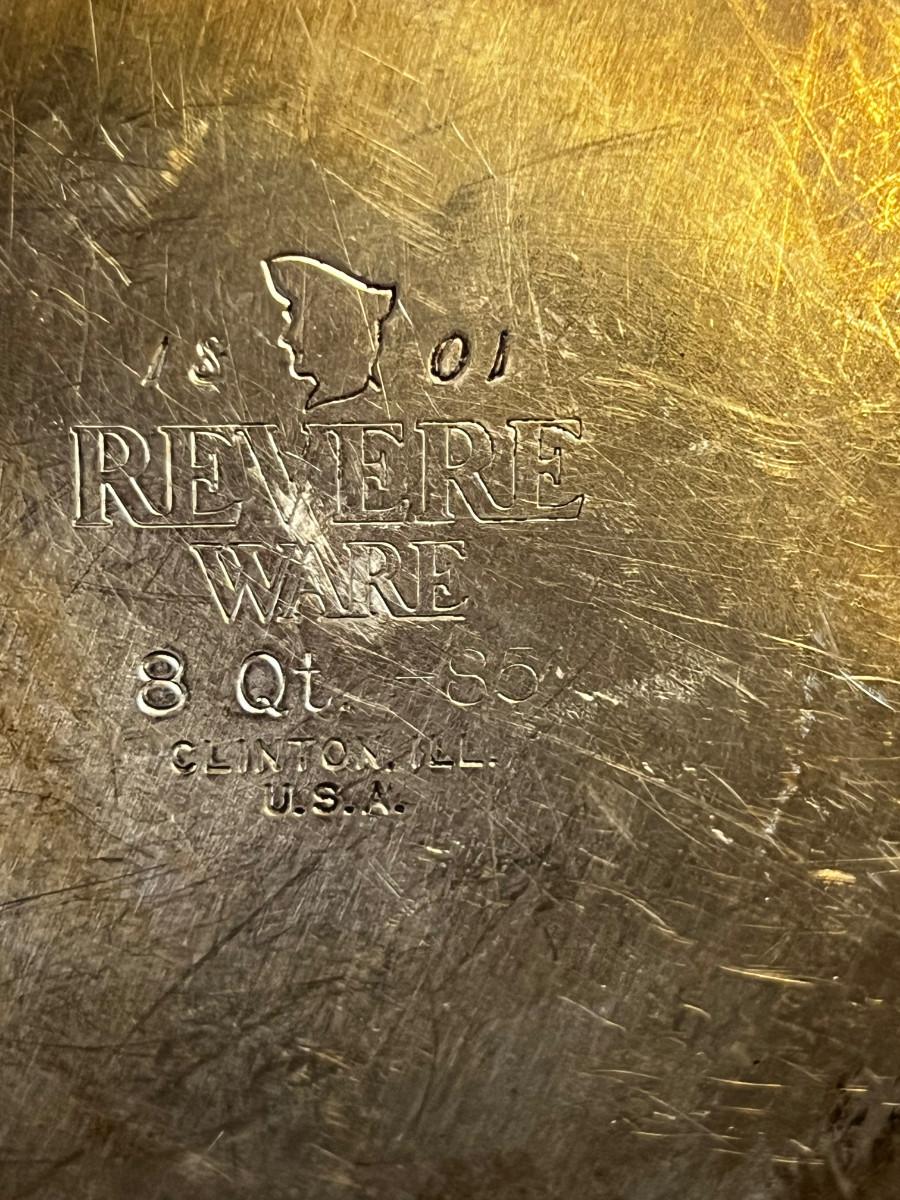 18 01
REVERE
WARE
8 Qt. -85
CLINTON, ILL.
U.S.A.